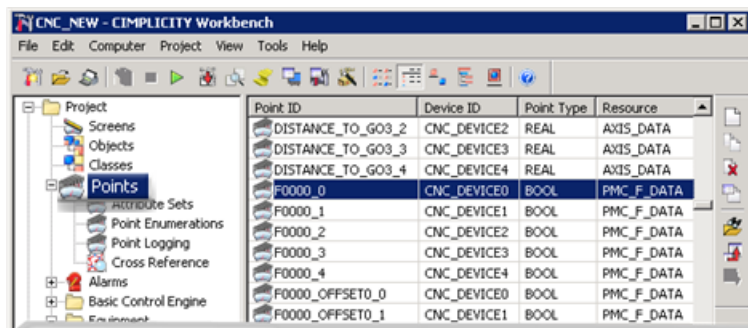 CNC_NEW - CIMPLICITY Workbench
File Edit Computer Project View Tools Help
Project
Screens
Objects
Classes
Points
Attribute Sets
Point Enumerations
Point Logging
Cross Reference
Alarms
Basic Control Engine
Equipment
Point ID Device ID Point Type Resource
DISTANCE_TO_GO3_2 CNC_DEVICE2 REAL AXIS_DATA
DISTANCE_TO_GO3_3 CNC_DEVICE3 REAL AXIS_DATA
DISTANCE_TO_GO3_4 CNC_DEVICE4 REAL AXIS_DATA
F0000_0 CNC_DEVICE0 BOOL PMC_F_DATA
F0000_1 CNC_DEVICE1 BOOL PMC_F_DATA
F0000_2 CNC_DEVICE2 BOOL PMC_F_DATA
F0000_3 CNC_DEVICE3 BOOL PMC_F_DATA
F0000_4 CNC_DEVICE4 BOOL PMC_F_DATA
F0000_OFFSET0_0 CNC_DEVICE0 BOOL PMC_F_DATA
F0000_OFFSET0_1 CNC_DEVICE1 BOOL PMC_F_DATA